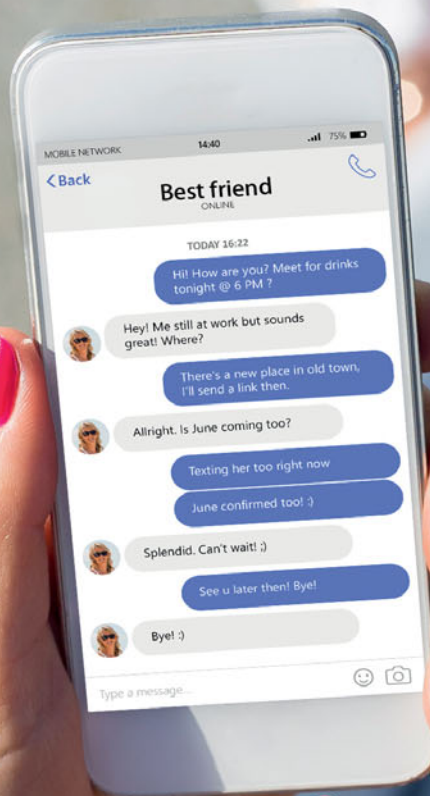 MOBILE NETWORK 14:40 75%
Back
Best friend
ONLINE
TODAY 16:22
Hi! How are you? Meet for drinks
tonight @ 6 PM ?
Hey! Me still at work but sounds
great! Where?
There's a new place in old town,
I'll send a link then.
Allright. Is June coming too?
Texting her too right now
June confirmed too! :)
Splendid. Can't wait! ;)
See u later then! Bye!
Bye! :)
Type a message...